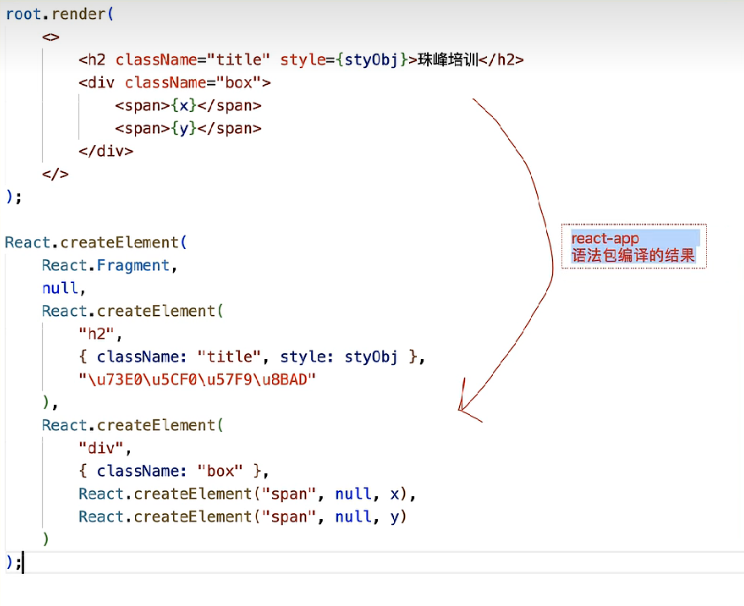 root.render(
<>
<h2 className="title" style={styObj}>珠峰培训</h2>
<div className="box">
<span>{x}</span>
<span>{y}</span>
</div>
</>
);
React.createElement(
React.Fragment,
null,
React.createElement(
"h2",
{ className: "title", style: styObj },
"\u73E0\u5CF0\u57F9\u8BAD"
),
React.createElement(
"div",
{ className: "box" },
React.createElement("span", null, x),
React.createElement("span", null, y)
)
);
react-app
语法包编译的结果